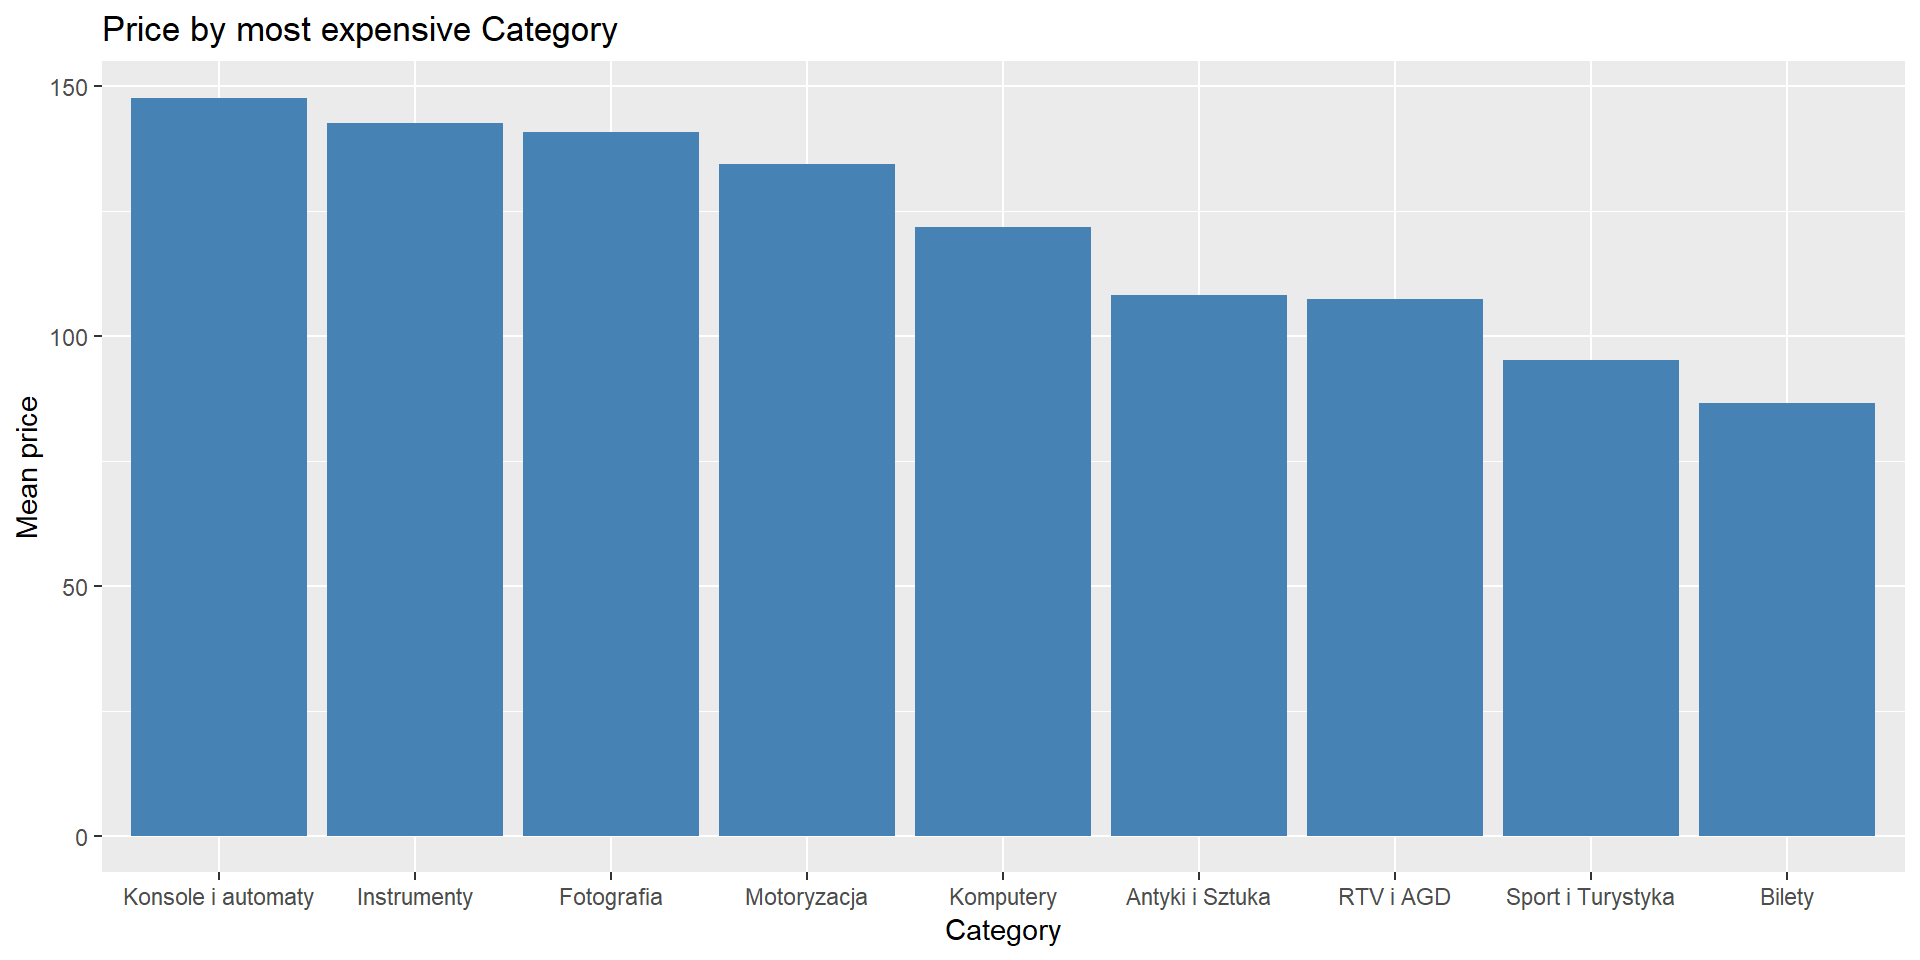 Price by most expensive Category
150
100
50
0
Mean price
Konsole i automaty
Instrumenty
Fotografia
Motoryzacja
Komputery
Antyki i Sztuka
RTV i AGD
Sport i Turystyka
Bilety
Category